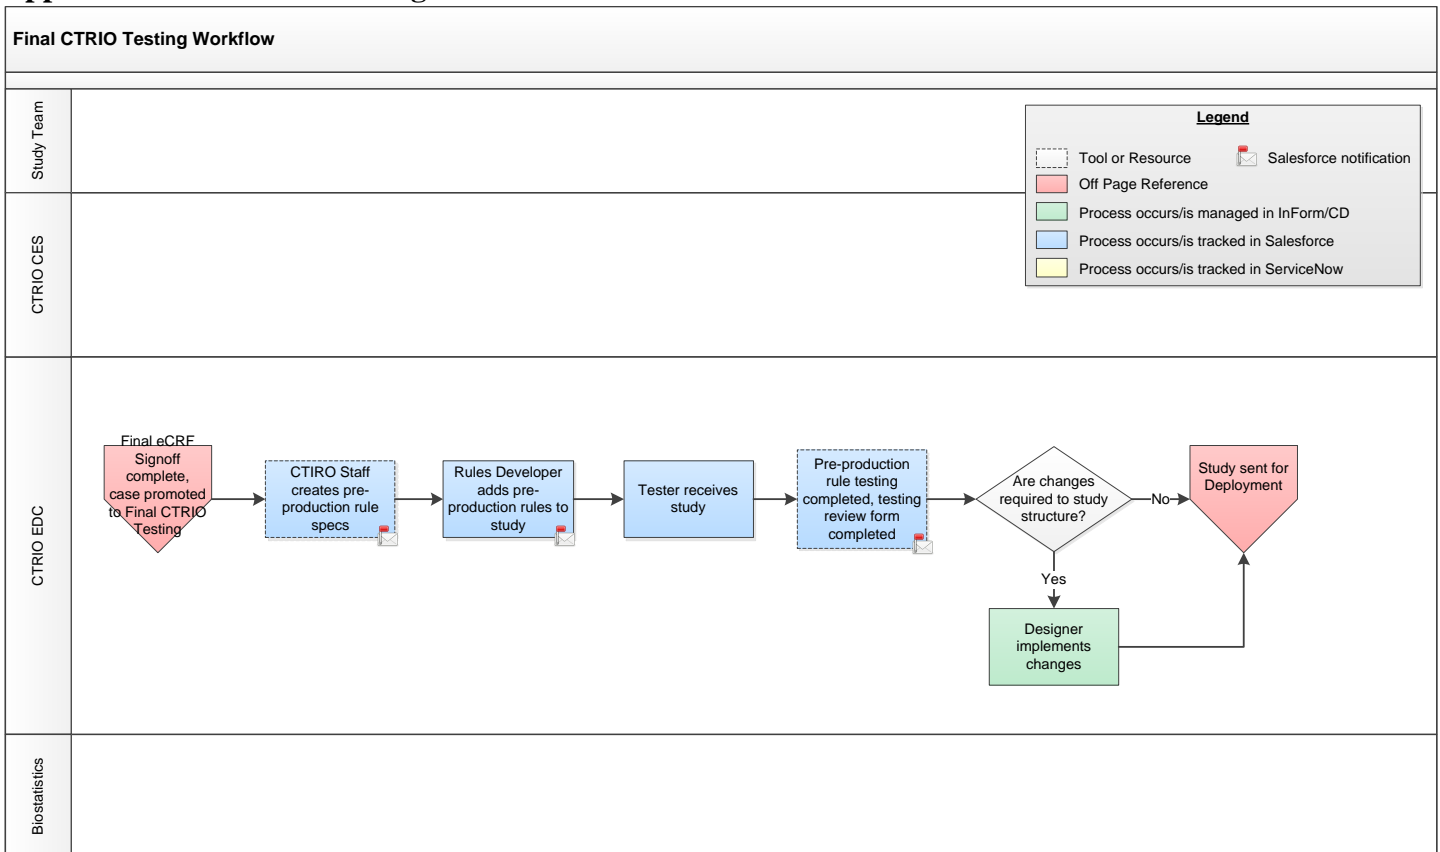 Final CTRIO Testing Workflow
Study Team
Legend
Tool or Resource
Salesforce notification
Off Page Reference
Process occurs/is managed in InForm/CD
Process occurs/is tracked in Salesforce
Process occurs/is tracked in ServiceNow
CTRIO CES
CTRIO EDC
Final eCRF
Signoff
complete,
case promoted
to Final CTRIO
Testing
CTIRO Staff
creates pre-
production rule
specs
Rules Developer
adds pre-
production rules to
study
Tester receives
study
Pre-production
rule testing
completed, testing
review form
completed
Are changes
required to study
structure?
No
Study sent for
Deployment
Yes
Designer
implements
changes
Biostatistics